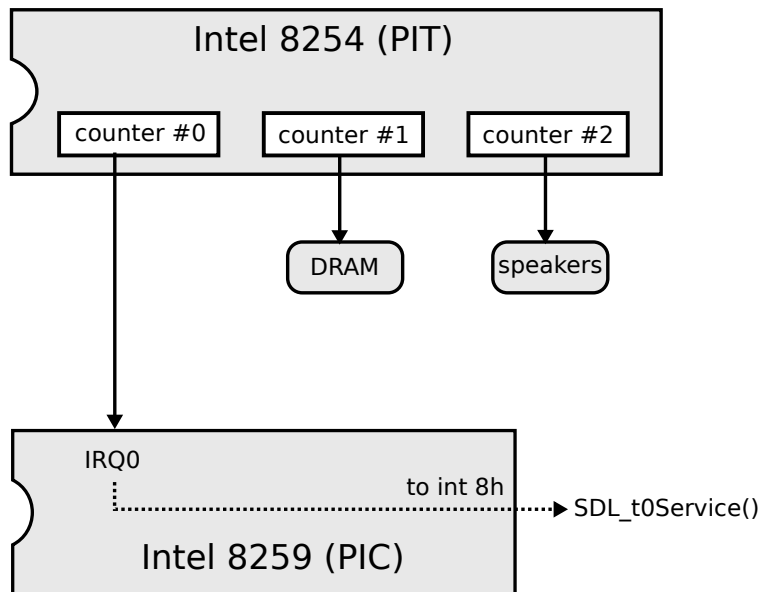 Intel 8254 (PIT)
counter #0
counter #1
counter #2
DRAM
speakers
IRQ0
to int 8h
SDL_t0Service()
Intel 8259 (PIC)